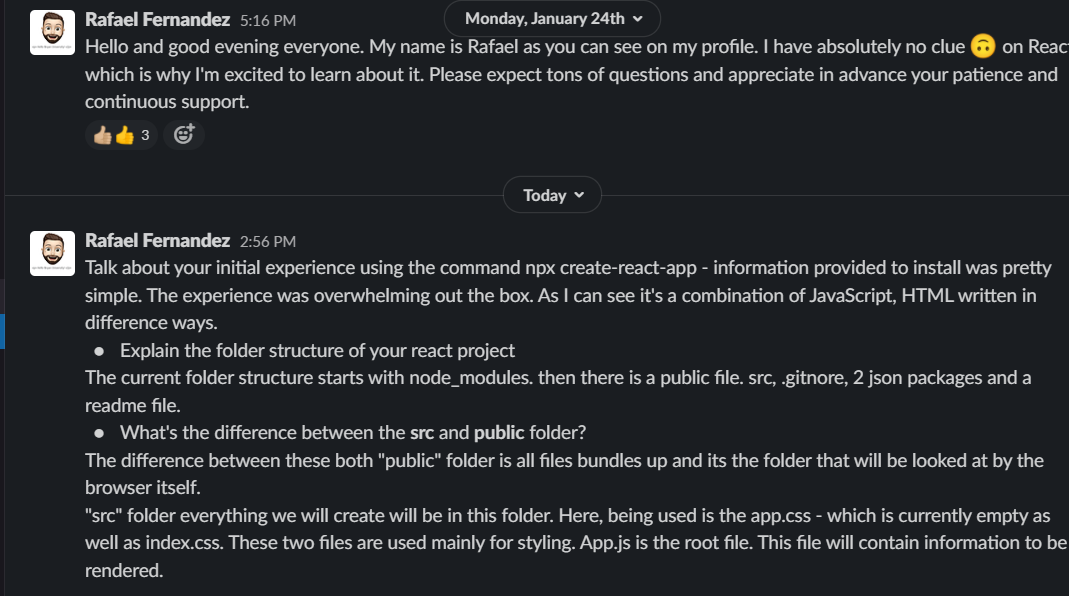 Monday, January 24th
Rafael Fernandez 5:16 PM
Hello and good evening everyone. My name is Rafael as you can see on my profile. I have absolutely no clue 🙃 on Reac
which is why I'm excited to learn about it. Please expect tons of questions and appreciate in advance your patience and
continuous support.
3
Today
Rafael Fernandez 2:56 PM
Talk about your initial experience using the command npx create-react-app - information provided to install was pretty
simple. The experience was overwhelming out the box. As I can see it's a combination of JavaScript, HTML written in
difference ways.
● Explain the folder structure of your react project
The current folder structure starts with node_modules. then there is a public file. src, .gitnore, 2 json packages and a
readme file.
● What's the difference between the src and public folder?
The difference between these both "public" folder is all files bundles up and its the folder that will be looked at by the
browser itself.
"src" folder everything we will create will be in this folder. Here, being used is the app.css - which is currently empty as
well as index.css. These two files are used mainly for styling. App.js is the root file. This file will contain information to be
rendered.